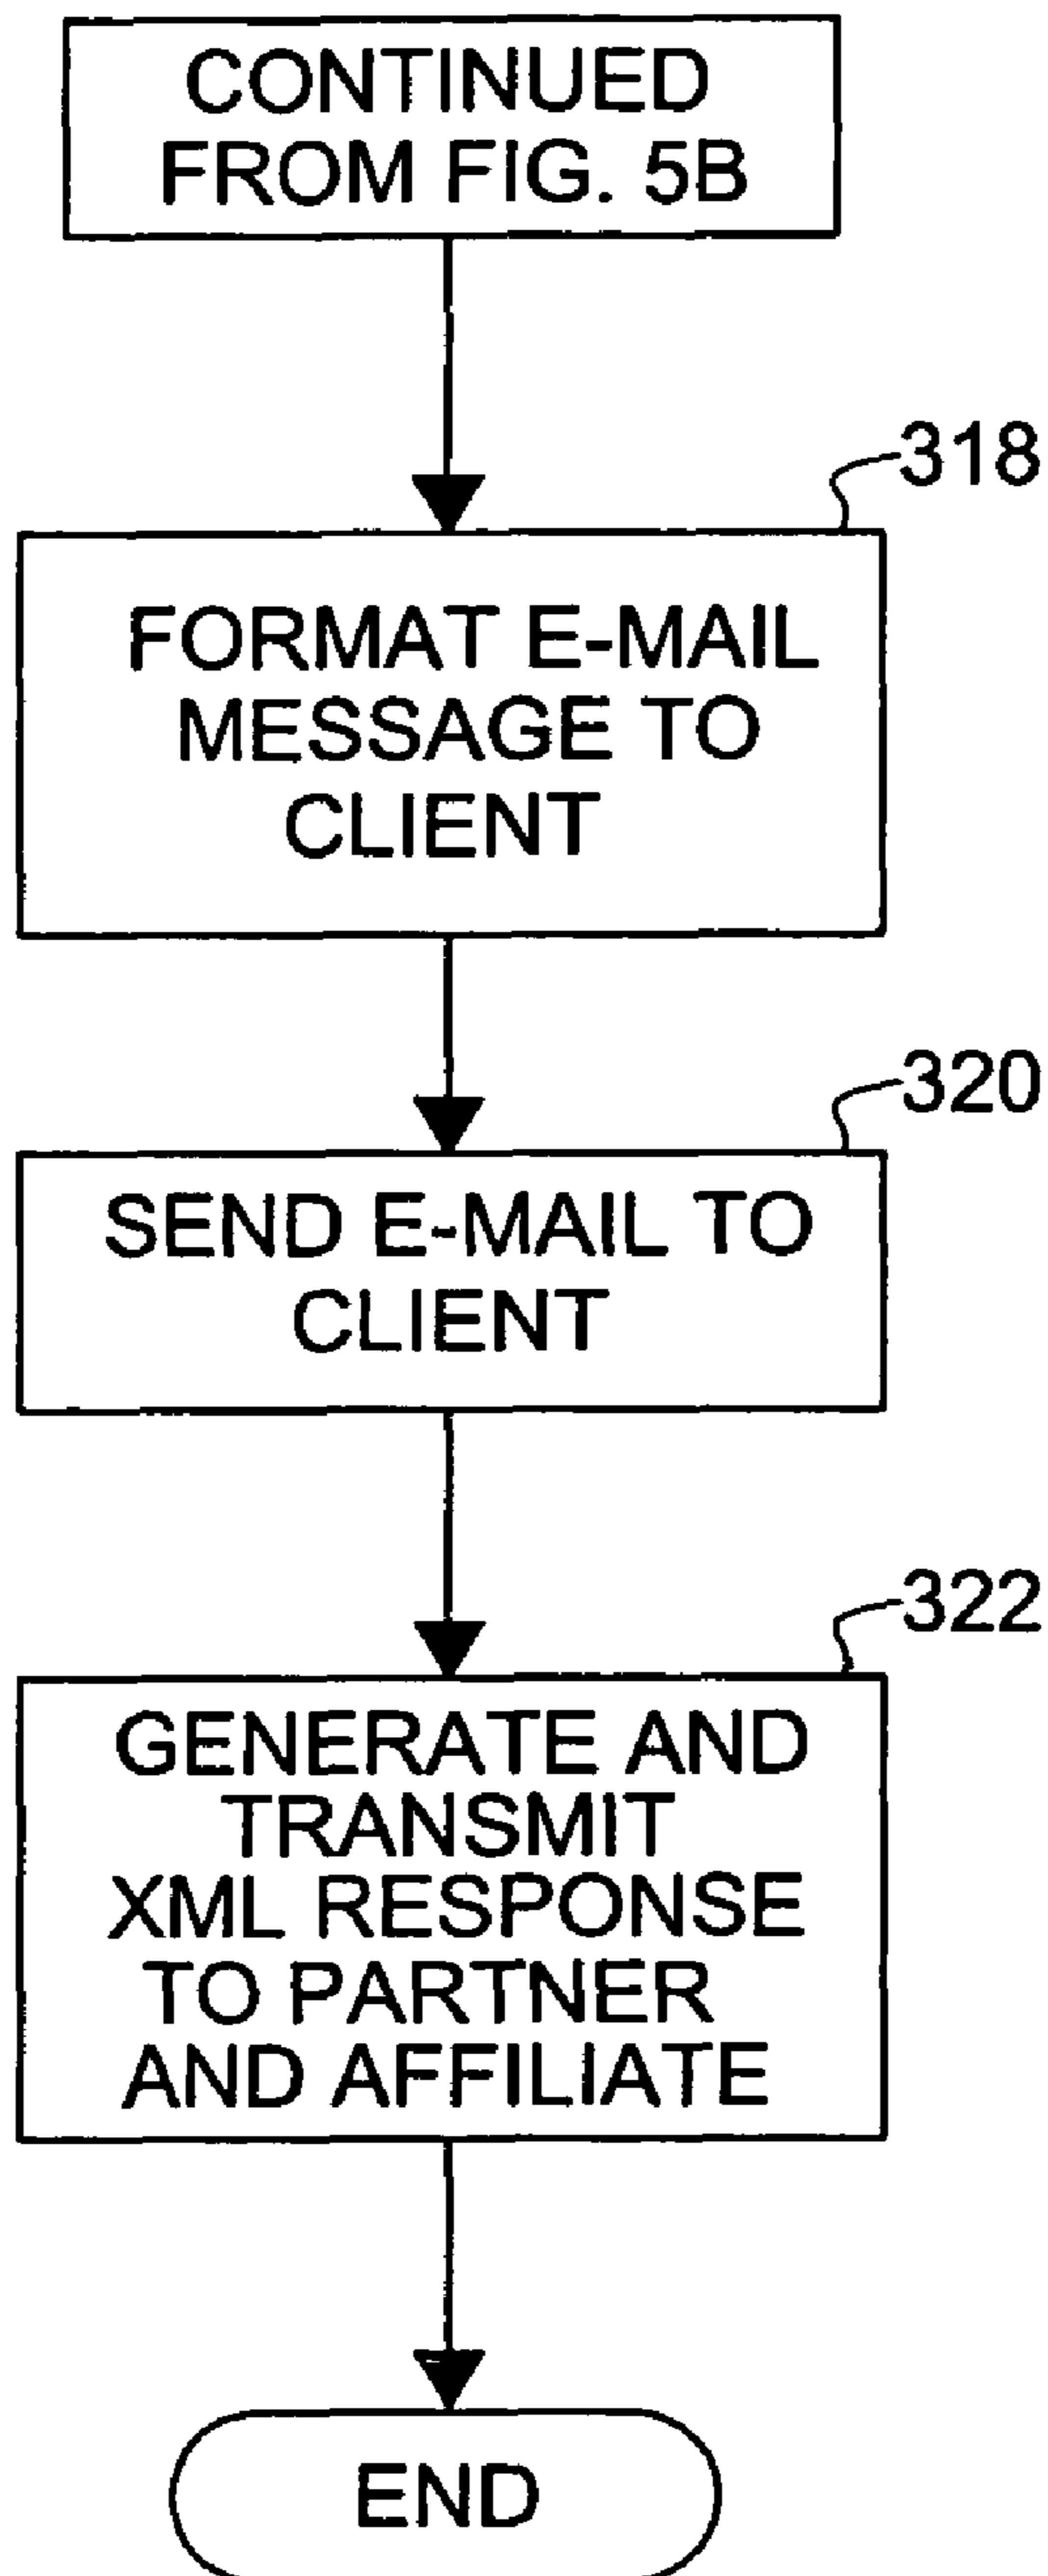 CONTINUED
FROM FIG. 5B
318
FORMAT E-MAIL
MESSAGE TO
CLIENT
320
SEND E-MAIL TO
CLIENT
322
GENERATE AND
TRANSMIT
XML RESPONSE
TO PARTNER
AND AFFILIATE
END